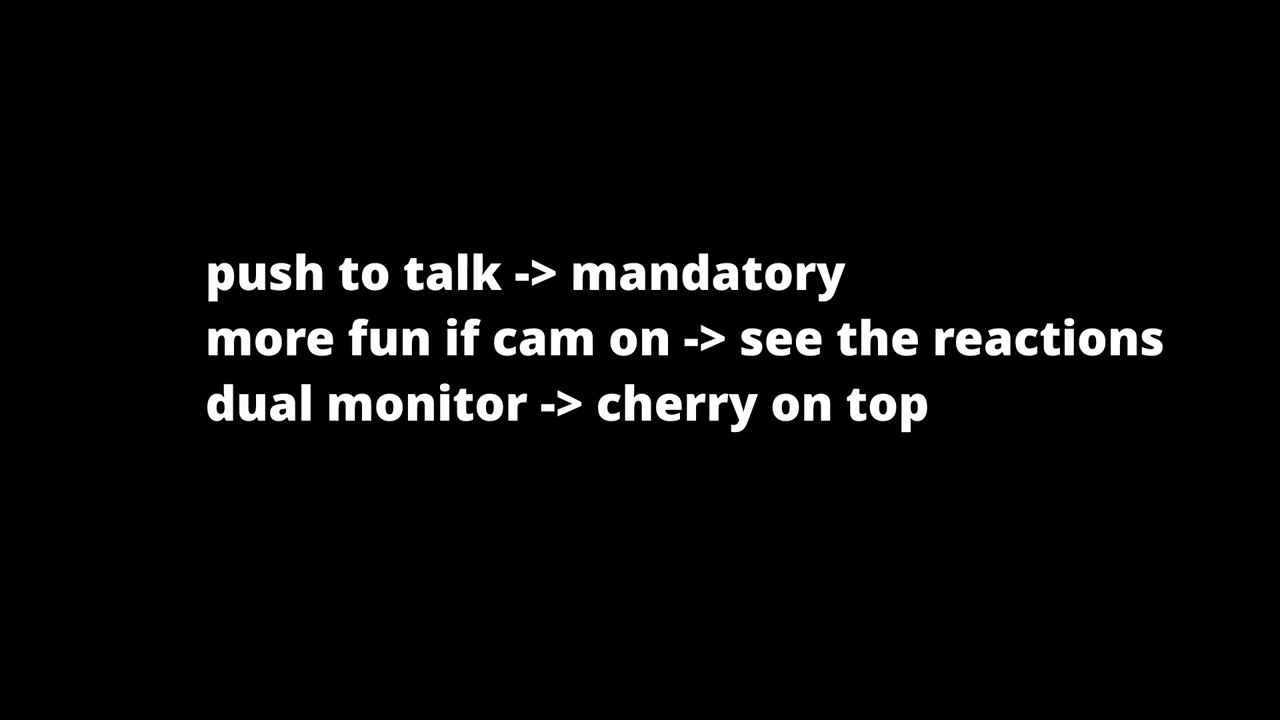 push to talk -> mandatory
more fun if cam on -> see the reactions
dual monitor -> cherry on top